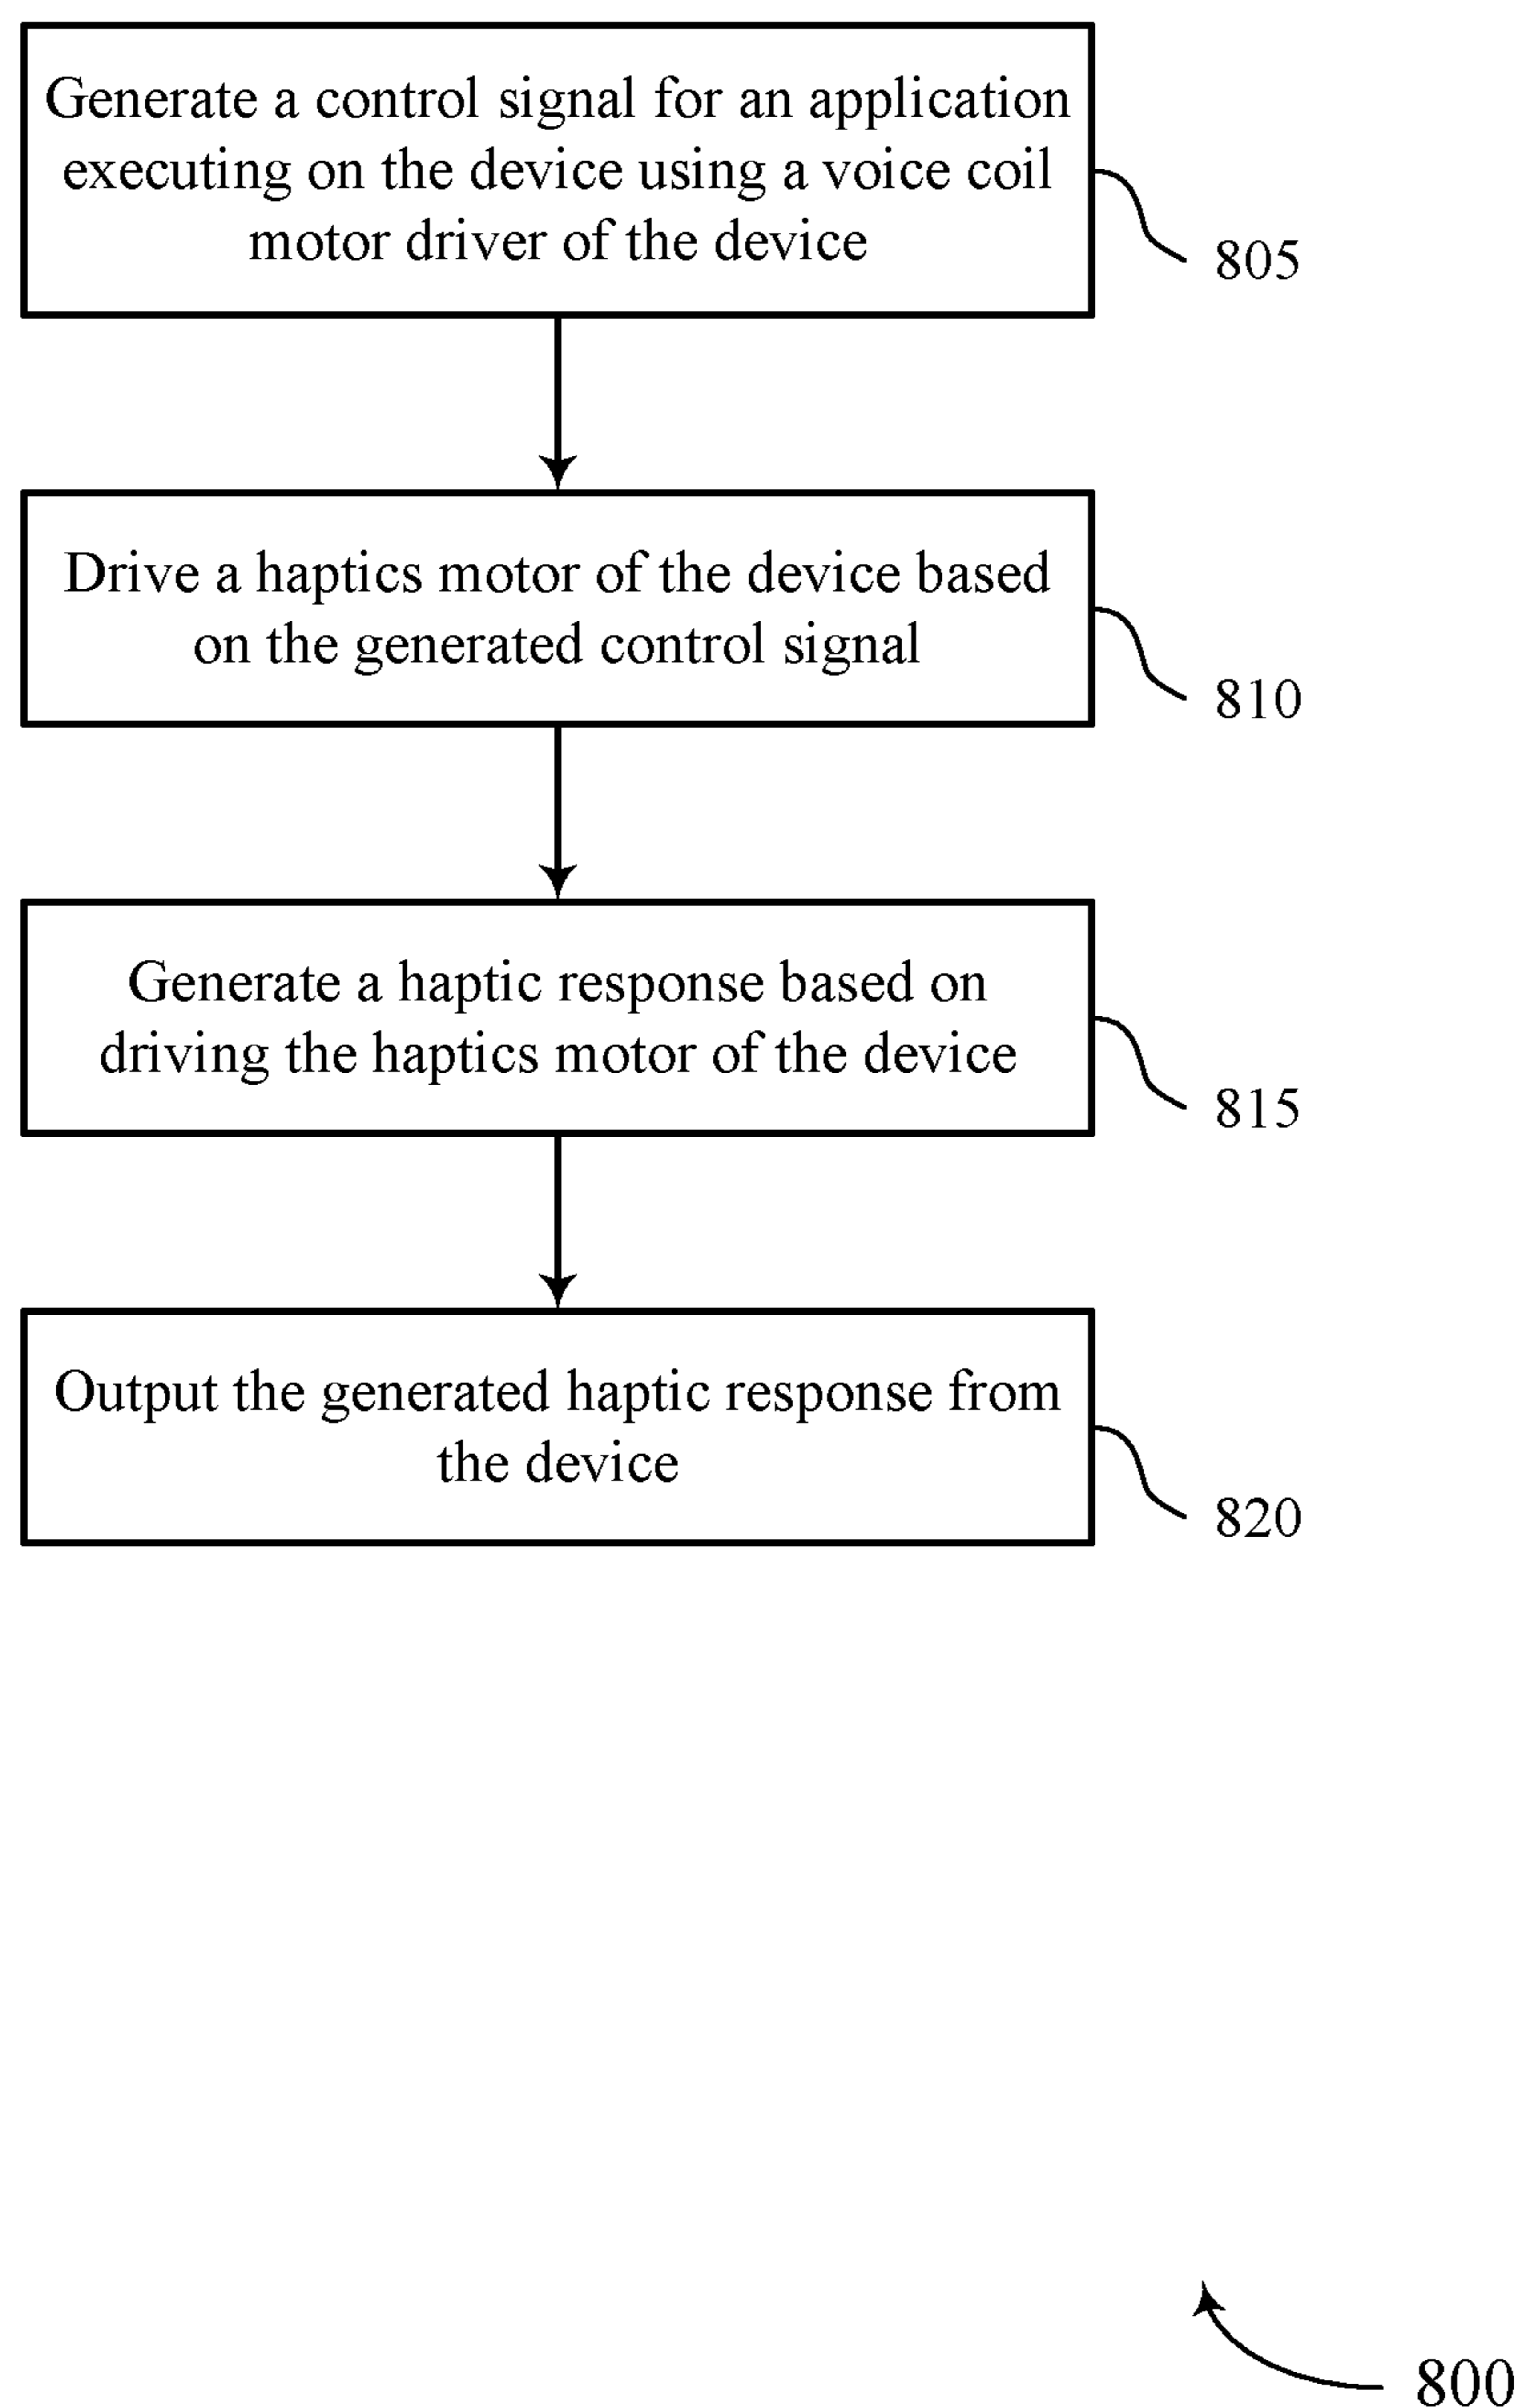 Generate a control signal for an application
executing on the device using a voice coil
motor driver of the device
805
Drive a haptics motor of the device based
on the generated control signal
810
Generate a haptic response based on
driving the haptics motor of the device
815
Output the generated haptic response from
the device
820
800